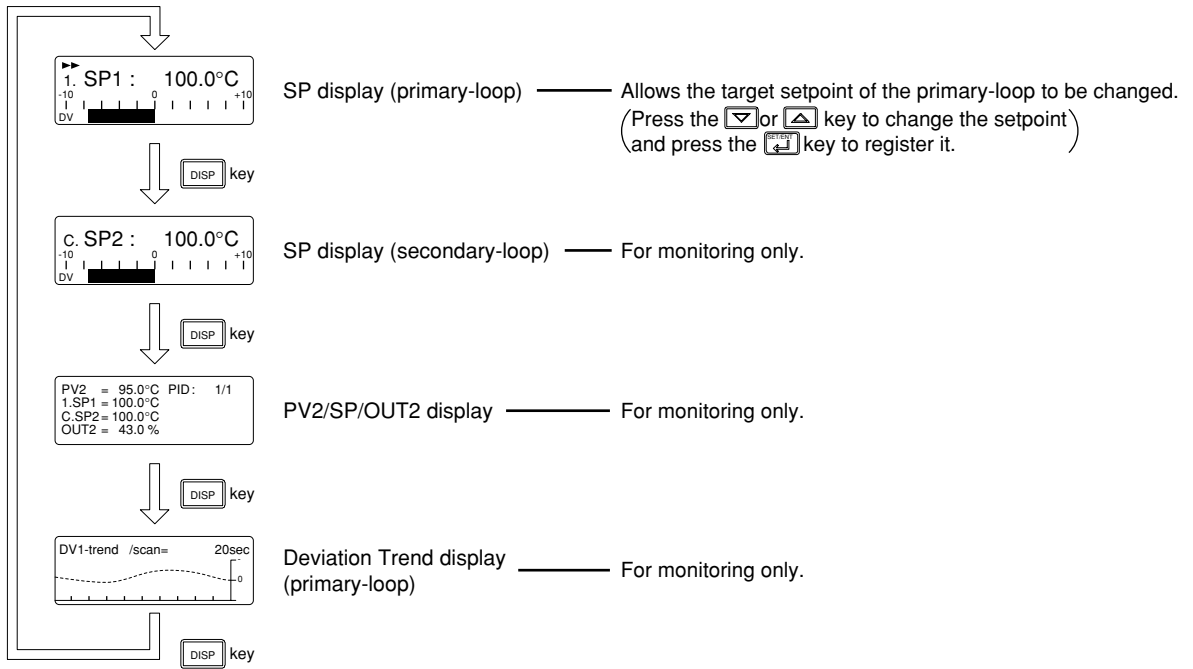 ▶▶
1. SP1 : 100.0°C
-10 0 +10
DV
SP display (primary-loop)
Allows the target setpoint of the primary-loop to be changed.
(Press the ▽ or △ key to change the setpoint
and press the SET/ENT ↵ key to register it.)
DISP key
C. SP2 : 100.0°C
-10 0 +10
DV
SP display (secondary-loop)
For monitoring only.
DISP key
PV2 = 95.0°C PID: 1/1
1.SP1 = 100.0°C
C.SP2 = 100.0°C
OUT2 = 43.0 %
PV2/SP/OUT2 display
For monitoring only.
DISP key
DV1-trend /scan= 20sec
0
Deviation Trend display
(primary-loop)
For monitoring only.
DISP key